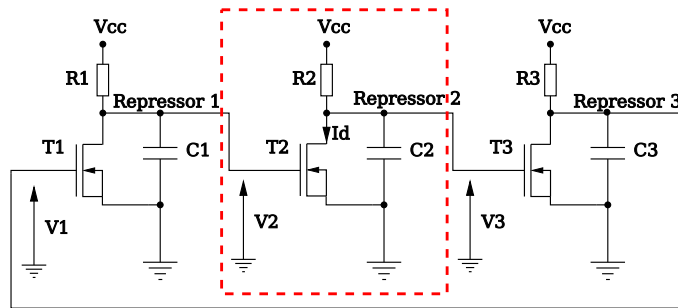 Vcc
Vcc
Vcc
R1
R2
R3
Repressor 1
Repressor 2
Repressor 3
Id
T1
C1
T2
C2
T3
C3
V1
V2
V3